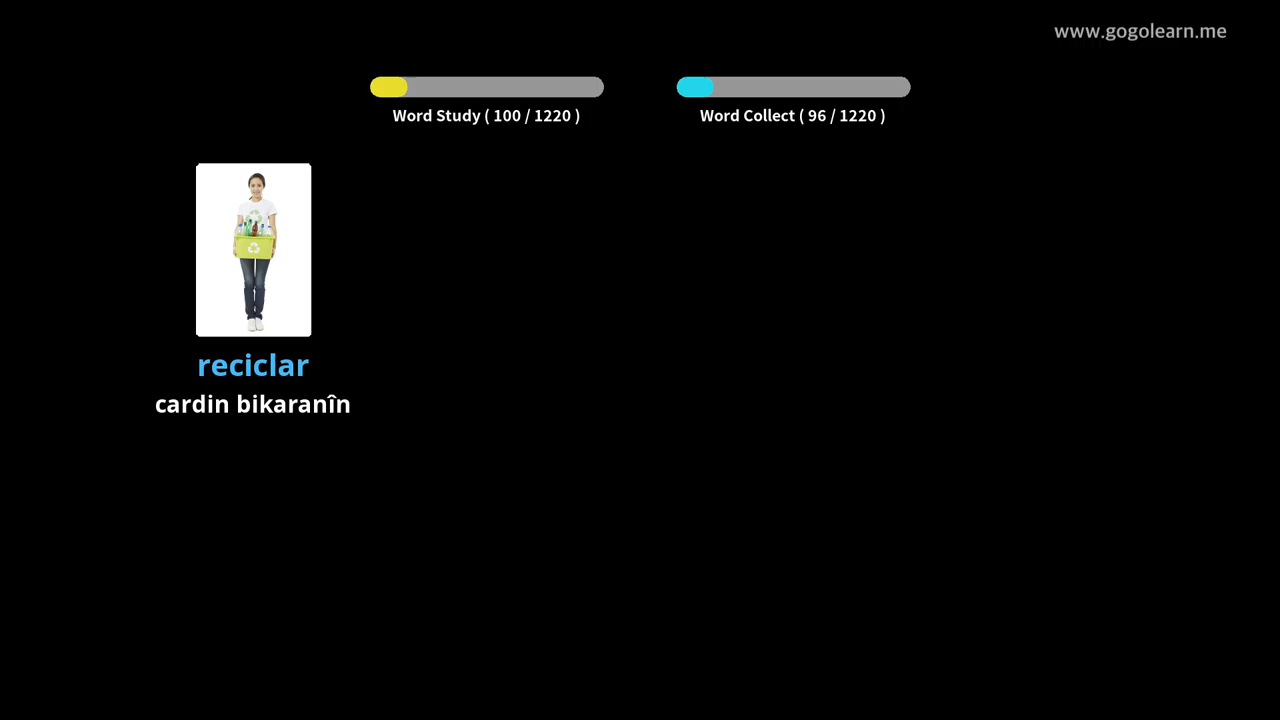 www.gogolearn.me
Word Study ( 100 / 1220 )
Word Collect ( 96 / 1220 )
reciclar
cardin bikaranîn